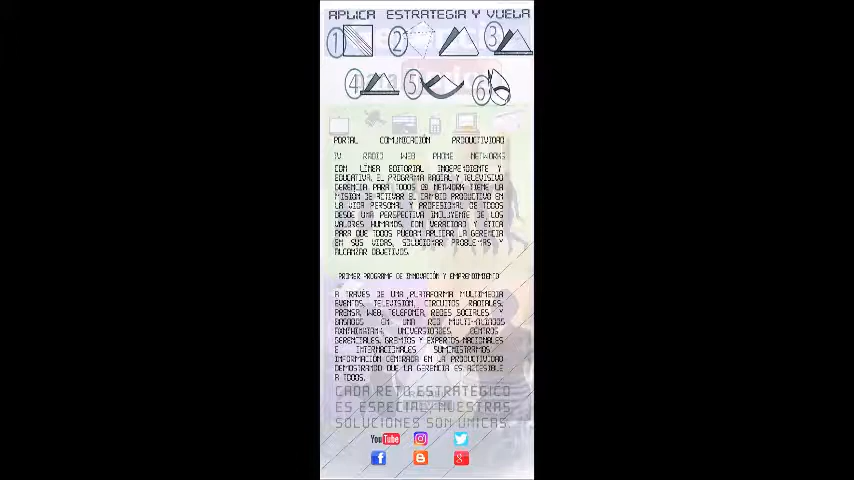 APLICA ESTRATEGIA Y VUELA
1 2 3
4 5 6
PORTAL COMUNICACIÓN PRODUCTIVIDAD
TV RADIO WEB PHONE NETWORKS
CON LÍNEA EDITORIAL INDEPENDIENTE Y
EDUCATIVA, EL PROGRAMA RADIAL Y TELEVISIVO
GERENCIA PARA TODOS @ NETWORK TIENE LA
MISIÓN DE ACTIVAR EL CAMBIO PRODUCTIVO EN
LA VIDA PERSONAL Y PROFESIONAL DE TODOS
DESDE UNA PERSPECTIVA INCLUYENTE DE LOS
VALORES HUMANOS, CON VERACIDAD Y ÉTICA
PARA QUE TODOS PUEDAN APLICAR LA GERENCIA
EN SUS VIDAS, SOLUCIONAR PROBLEMAS Y
ALCANZAR OBJETIVOS.
PRIMER PROGRAMA DE INNOVACIÓN Y EMPRENDIMIENTO
A TRAVÉS DE UNA PLATAFORMA MULTIMEDIA
EVENTOS, TELEVISIÓN, CIRCUITOS RADIALES,
PRENSA, WEB, TELEFONÍA, REDES SOCIALES Y
BASADOS EN UNA RED MULTI-ALIADOS
UNIVERSIDADES CENTROS
GERENCIALES, GREMIOS Y EXPERTOS NACIONALES
E INTERNACIONALES SUMINISTRAMOS
INFORMACIÓN CENTRADA EN LA PRODUCTIVIDAD
DEMOSTRANDO QUE LA GERENCIA ES ACCESIBLE
A TODOS.
CADA RETO ESTRATEGICO
ES ESPECIAL, NUESTRAS
SOLUCIONES SON UNICAS.
YouTube